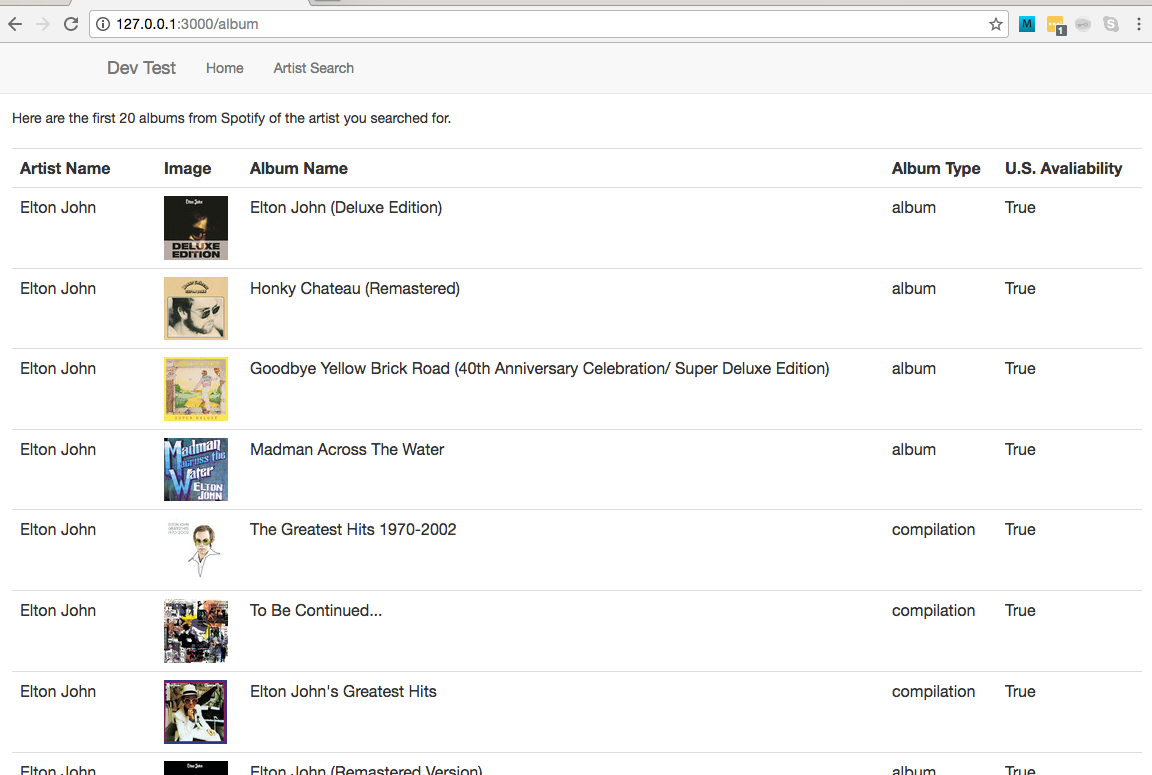 127.0.0.1:3000/album
M
1
S
Dev Test Home Artist Search
Here are the first 20 albums from Spotify of the artist you searched for.
Artist Name Image Album Name Album Type U.S. Avaliability
Elton John Elton John (Deluxe Edition) album True
DELUXE
EDITION
Elton John Honky Chateau (Remastered) album True
Elton John Goodbye Yellow Brick Road (40th Anniversary Celebration/ Super Deluxe Edition) album True
SUPER DELUXE
Elton John Madman Across The Water album True
Madman
across the
Water
ELTON
JOHN
Elton John The Greatest Hits 1970-2002 compilation True
Elton John To Be Continued... compilation True
Elton John Elton John's Greatest Hits compilation True
Elton John Elton John (Remastered Version) album True